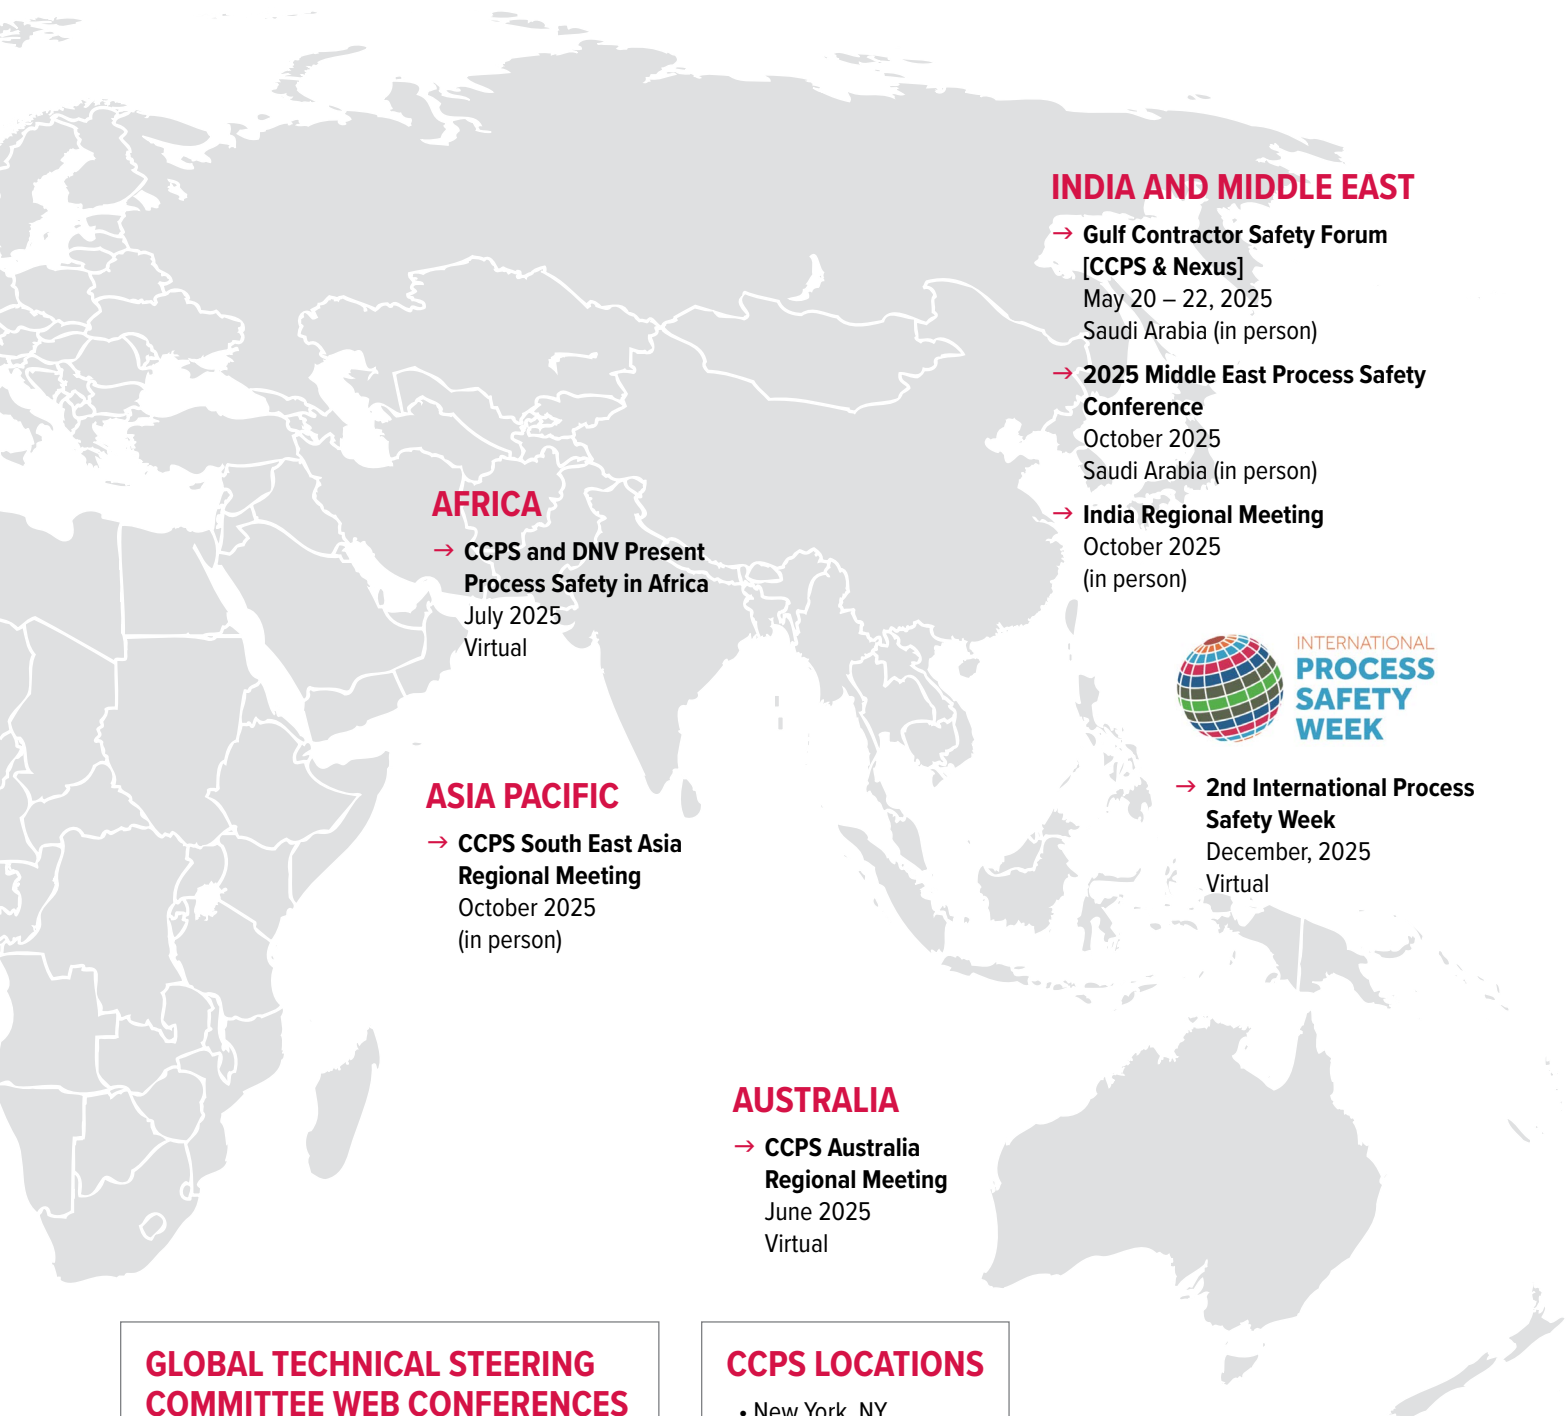 INDIA AND MIDDLE EAST
→ Gulf Contractor Safety Forum
[CCPS & Nexus]
May 20 – 22, 2025
Saudi Arabia (in person)
→ 2025 Middle East Process Safety
Conference
October 2025
Saudi Arabia (in person)
→ India Regional Meeting
October 2025
(in person)
AFRICA
→ CCPS and DNV Present
Process Safety in Africa
July 2025
Virtual
INTERNATIONAL
PROCESS
SAFETY
WEEK
→ 2nd International Process
Safety Week
December, 2025
Virtual
ASIA PACIFIC
→ CCPS South East Asia
Regional Meeting
October 2025
(in person)
AUSTRALIA
→ CCPS Australia
Regional Meeting
June 2025
Virtual
GLOBAL TECHNICAL STEERING
COMMITTEE WEB CONFERENCES
CCPS LOCATIONS
• New York, NY